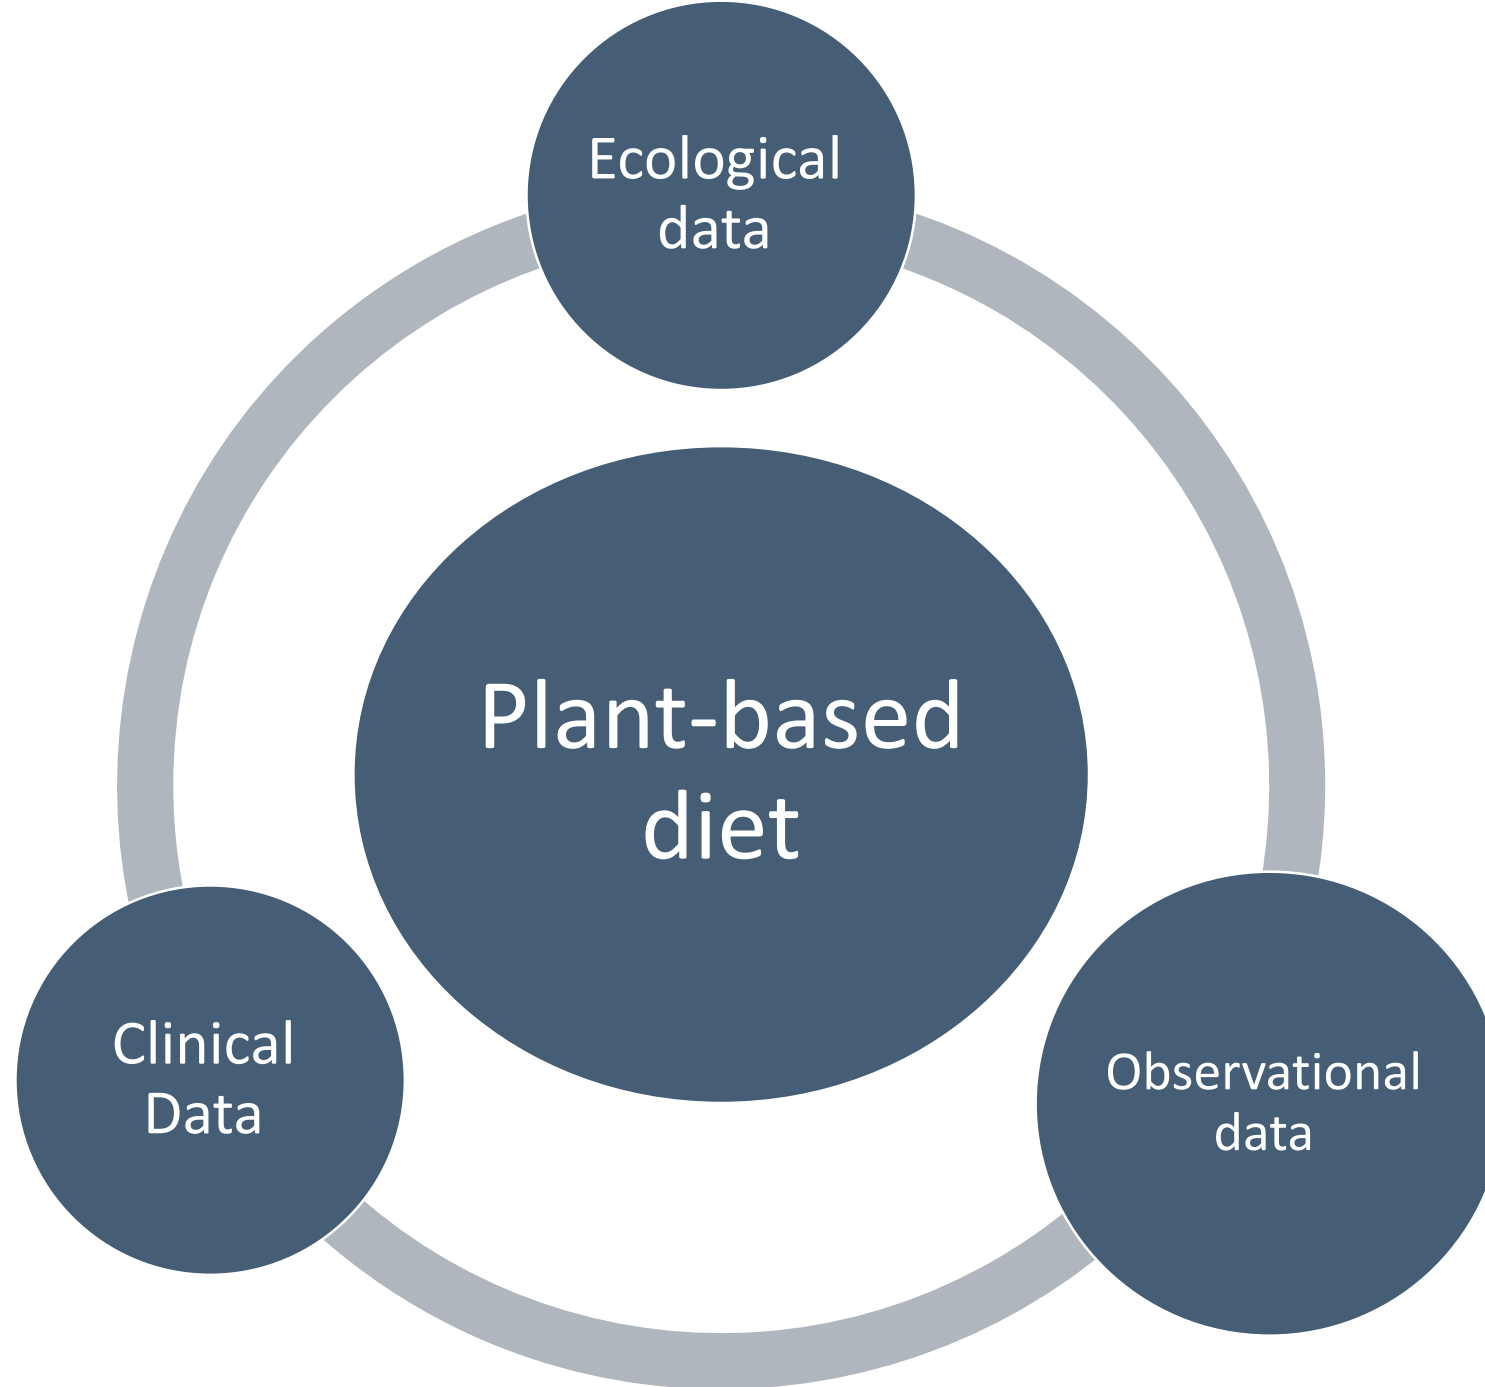 Ecological
data
Plant-based
diet
Clinical
Data
Observational
data